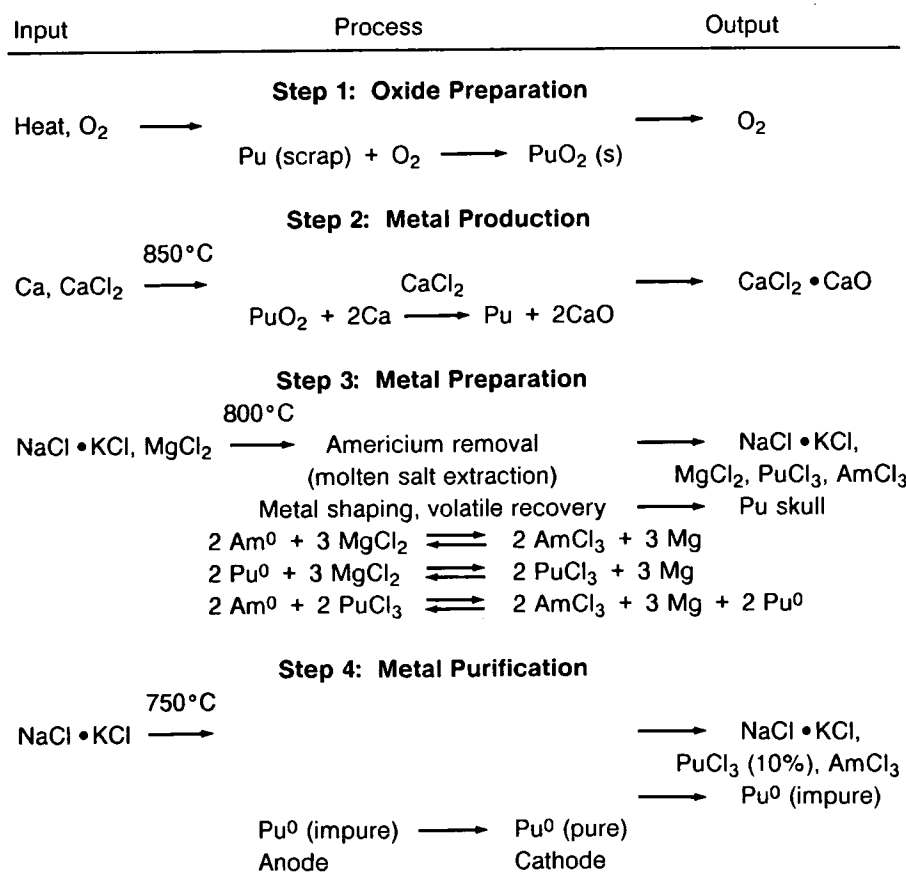 Input Process Output
Step 1: Oxide Preparation
Heat, O₂ ⟶ ⟶ O₂
Pu (scrap) + O₂ ⟶ PuO₂ (s)
Step 2: Metal Production
850°C
Ca, CaCl₂ ⟶ CaCl₂ ⟶ CaCl₂ • CaO
PuO₂ + 2Ca ⟶ Pu + 2CaO
Step 3: Metal Preparation
800°C
NaCl • KCl, MgCl₂ ⟶ Americium removal ⟶ NaCl • KCl,
(molten salt extraction) MgCl₂, PuCl₃, AmCl₃
Metal shaping, volatile recovery ⟶ Pu skull
2 Am⁰ + 3 MgCl₂ ⇌ 2 AmCl₃ + 3 Mg
2 Pu⁰ + 3 MgCl₂ ⇌ 2 PuCl₃ + 3 Mg
2 Am⁰ + 2 PuCl₃ ⇌ 2 AmCl₃ + 3 Mg + 2 Pu⁰
Step 4: Metal Purification
750°C
NaCl • KCl ⟶ ⟶ NaCl • KCl,
PuCl₃ (10%), AmCl₃
⟶ Pu⁰ (impure)
Pu⁰ (impure) ⟶ Pu⁰ (pure)
Anode Cathode